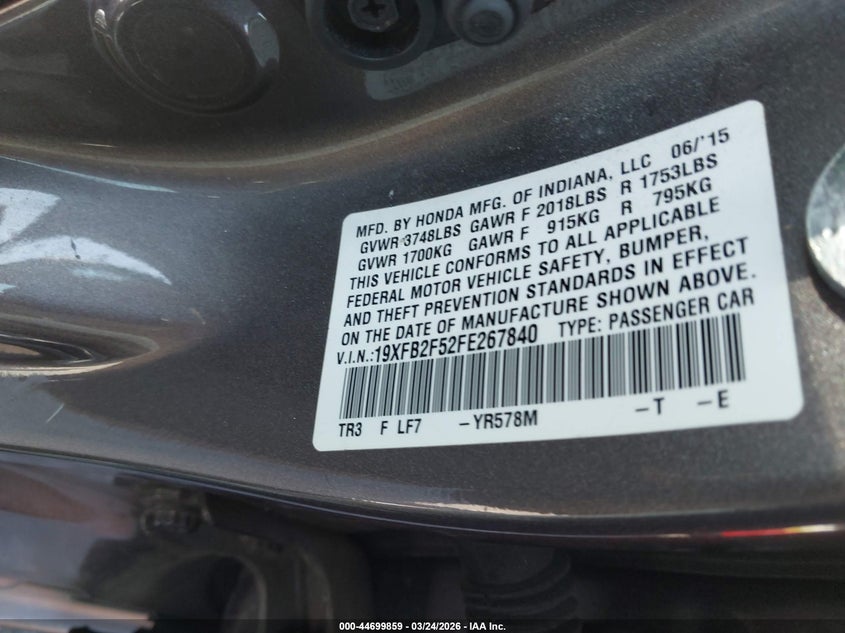 MFD. BY HONDA MFG. OF INDIANA, LLC 06/'15
GVWR 3748LBS GAWR F 2018LBS R 1753LBS
GVWR 1700KG GAWR F 915KG R 795KG
THIS VEHICLE CONFORMS TO ALL APPLICABLE
FEDERAL MOTOR VEHICLE SAFETY, BUMPER,
AND THEFT PREVENTION STANDARDS IN EFFECT
ON THE DATE OF MANUFACTURE SHOWN ABOVE.
V.I.N.:19XFB2F52FE267840 TYPE: PASSENGER CAR
TR3 F LF7 -YR578M -T -E
000-44699859 - 03/24/2026 - IAA Inc.